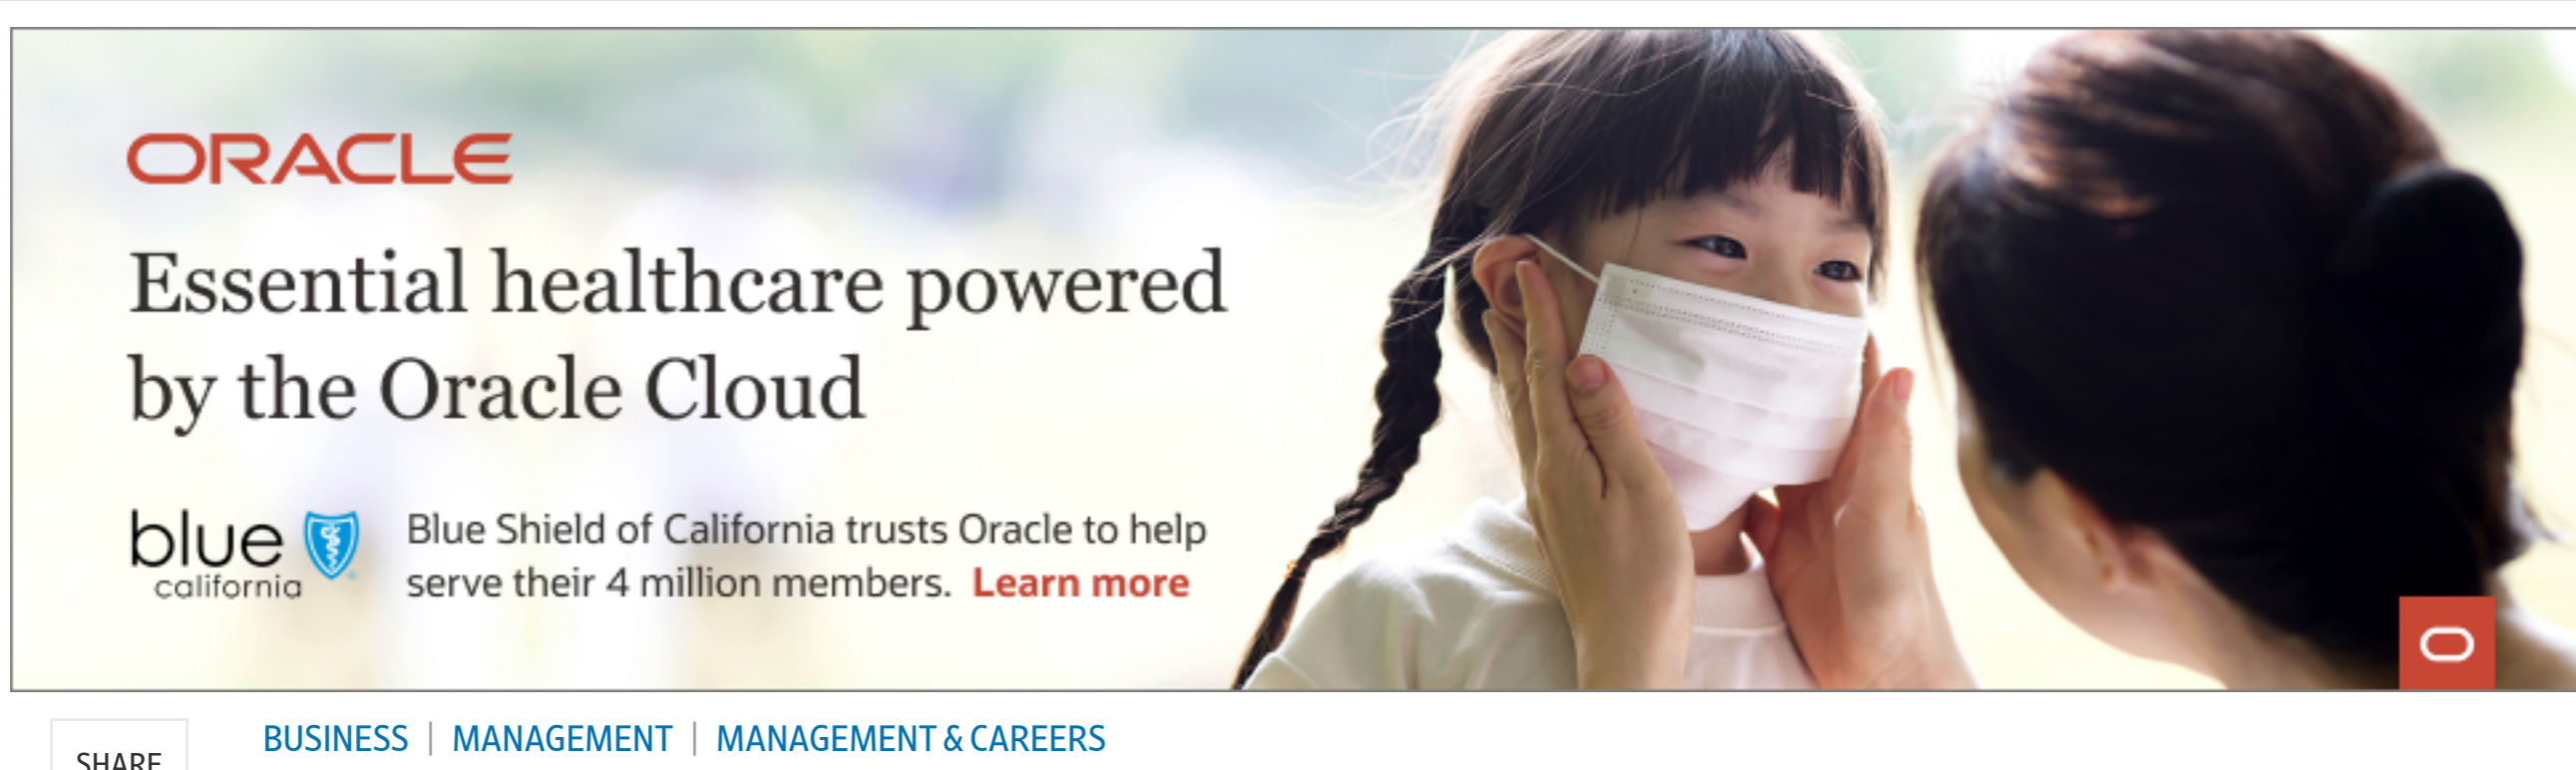 ORACLE
Essential healthcare powered
by the Oracle Cloud
blue
california
Blue Shield of California trusts Oracle to help
serve their 4 million members. Learn more
SHARE
BUSINESS | MANAGEMENT | MANAGEMENT & CAREERS